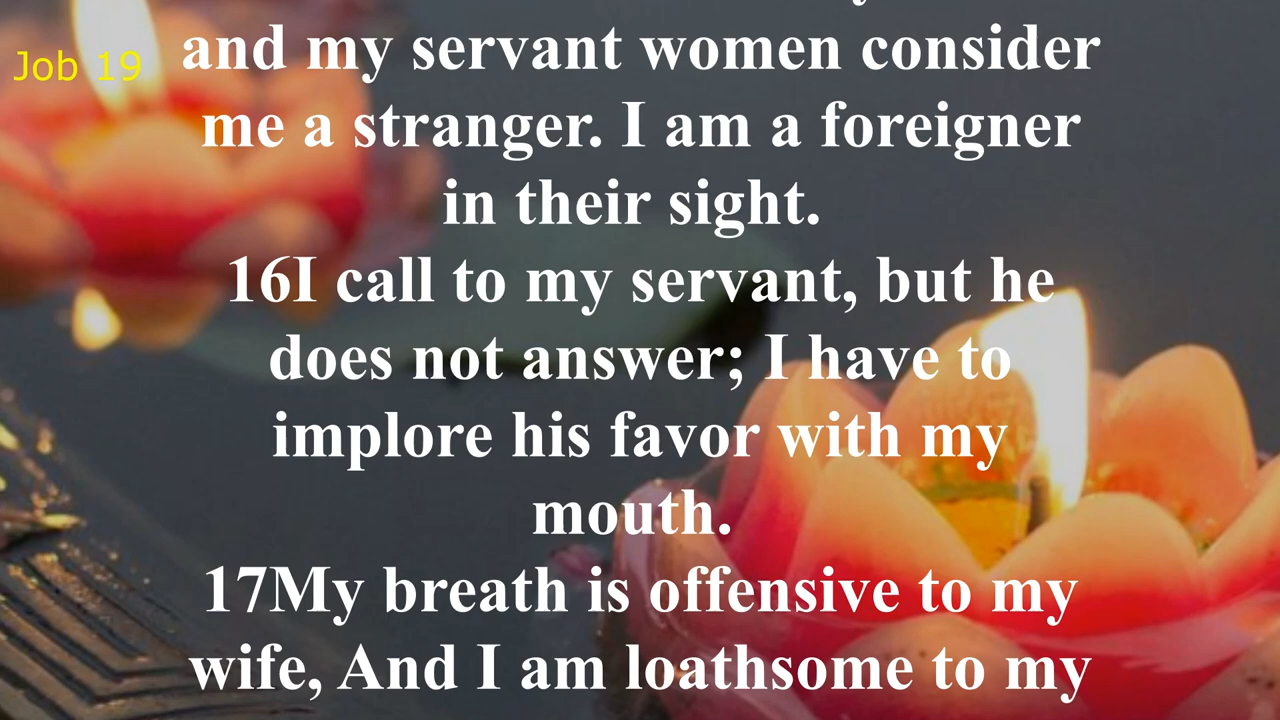 Job 19
and my servant women consider
me a stranger. I am a foreigner
in their sight.
16I call to my servant, but he
does not answer; I have to
implore his favor with my
mouth.
17My breath is offensive to my
wife, And I am loathsome to my